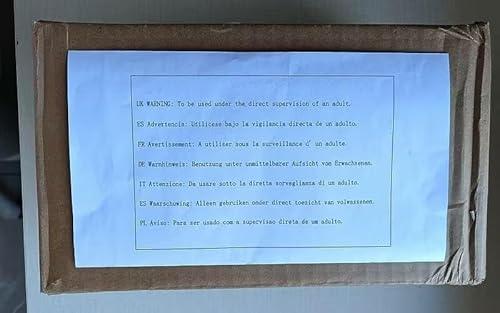 UK WARNING: To be used under the direct supervision of an adult.
ES Advertencia: Utilícese bajo la vigilancia directa de un adulto.
FR Avertissement: A utiliser sous la surveillance d'un adulte.
DE Warnhinweis: Benutzung unter unmittelbarer Aufsicht von Erwachsenen.
IT Attenzione: Da usare sotto la diretta sorveglianza di un adulto.
ES Waarschuwing: Alleen gebruiken onder direct toezicht van volwassenen.
PL Aviso: Para ser usado com a supervisao direta de um adulto.